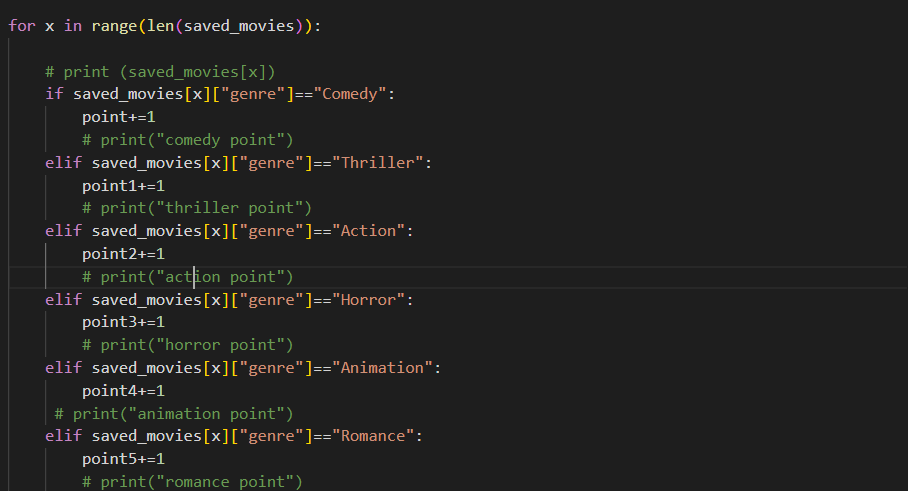 for x in range(len(saved_movies)):
    # print (saved_movies[x])
    if saved_movies[x]["genre"]=="Comedy":
        point+=1
        # print("comedy point")
    elif saved_movies[x]["genre"]=="Thriller":
        point1+=1
        # print("thriller point")
    elif saved_movies[x]["genre"]=="Action":
        point2+=1
        # print("action point")
    elif saved_movies[x]["genre"]=="Horror":
        point3+=1
        # print("horror point")
    elif saved_movies[x]["genre"]=="Animation":
        point4+=1
     # print("animation point")
    elif saved_movies[x]["genre"]=="Romance":
        point5+=1
        # print("romance point")